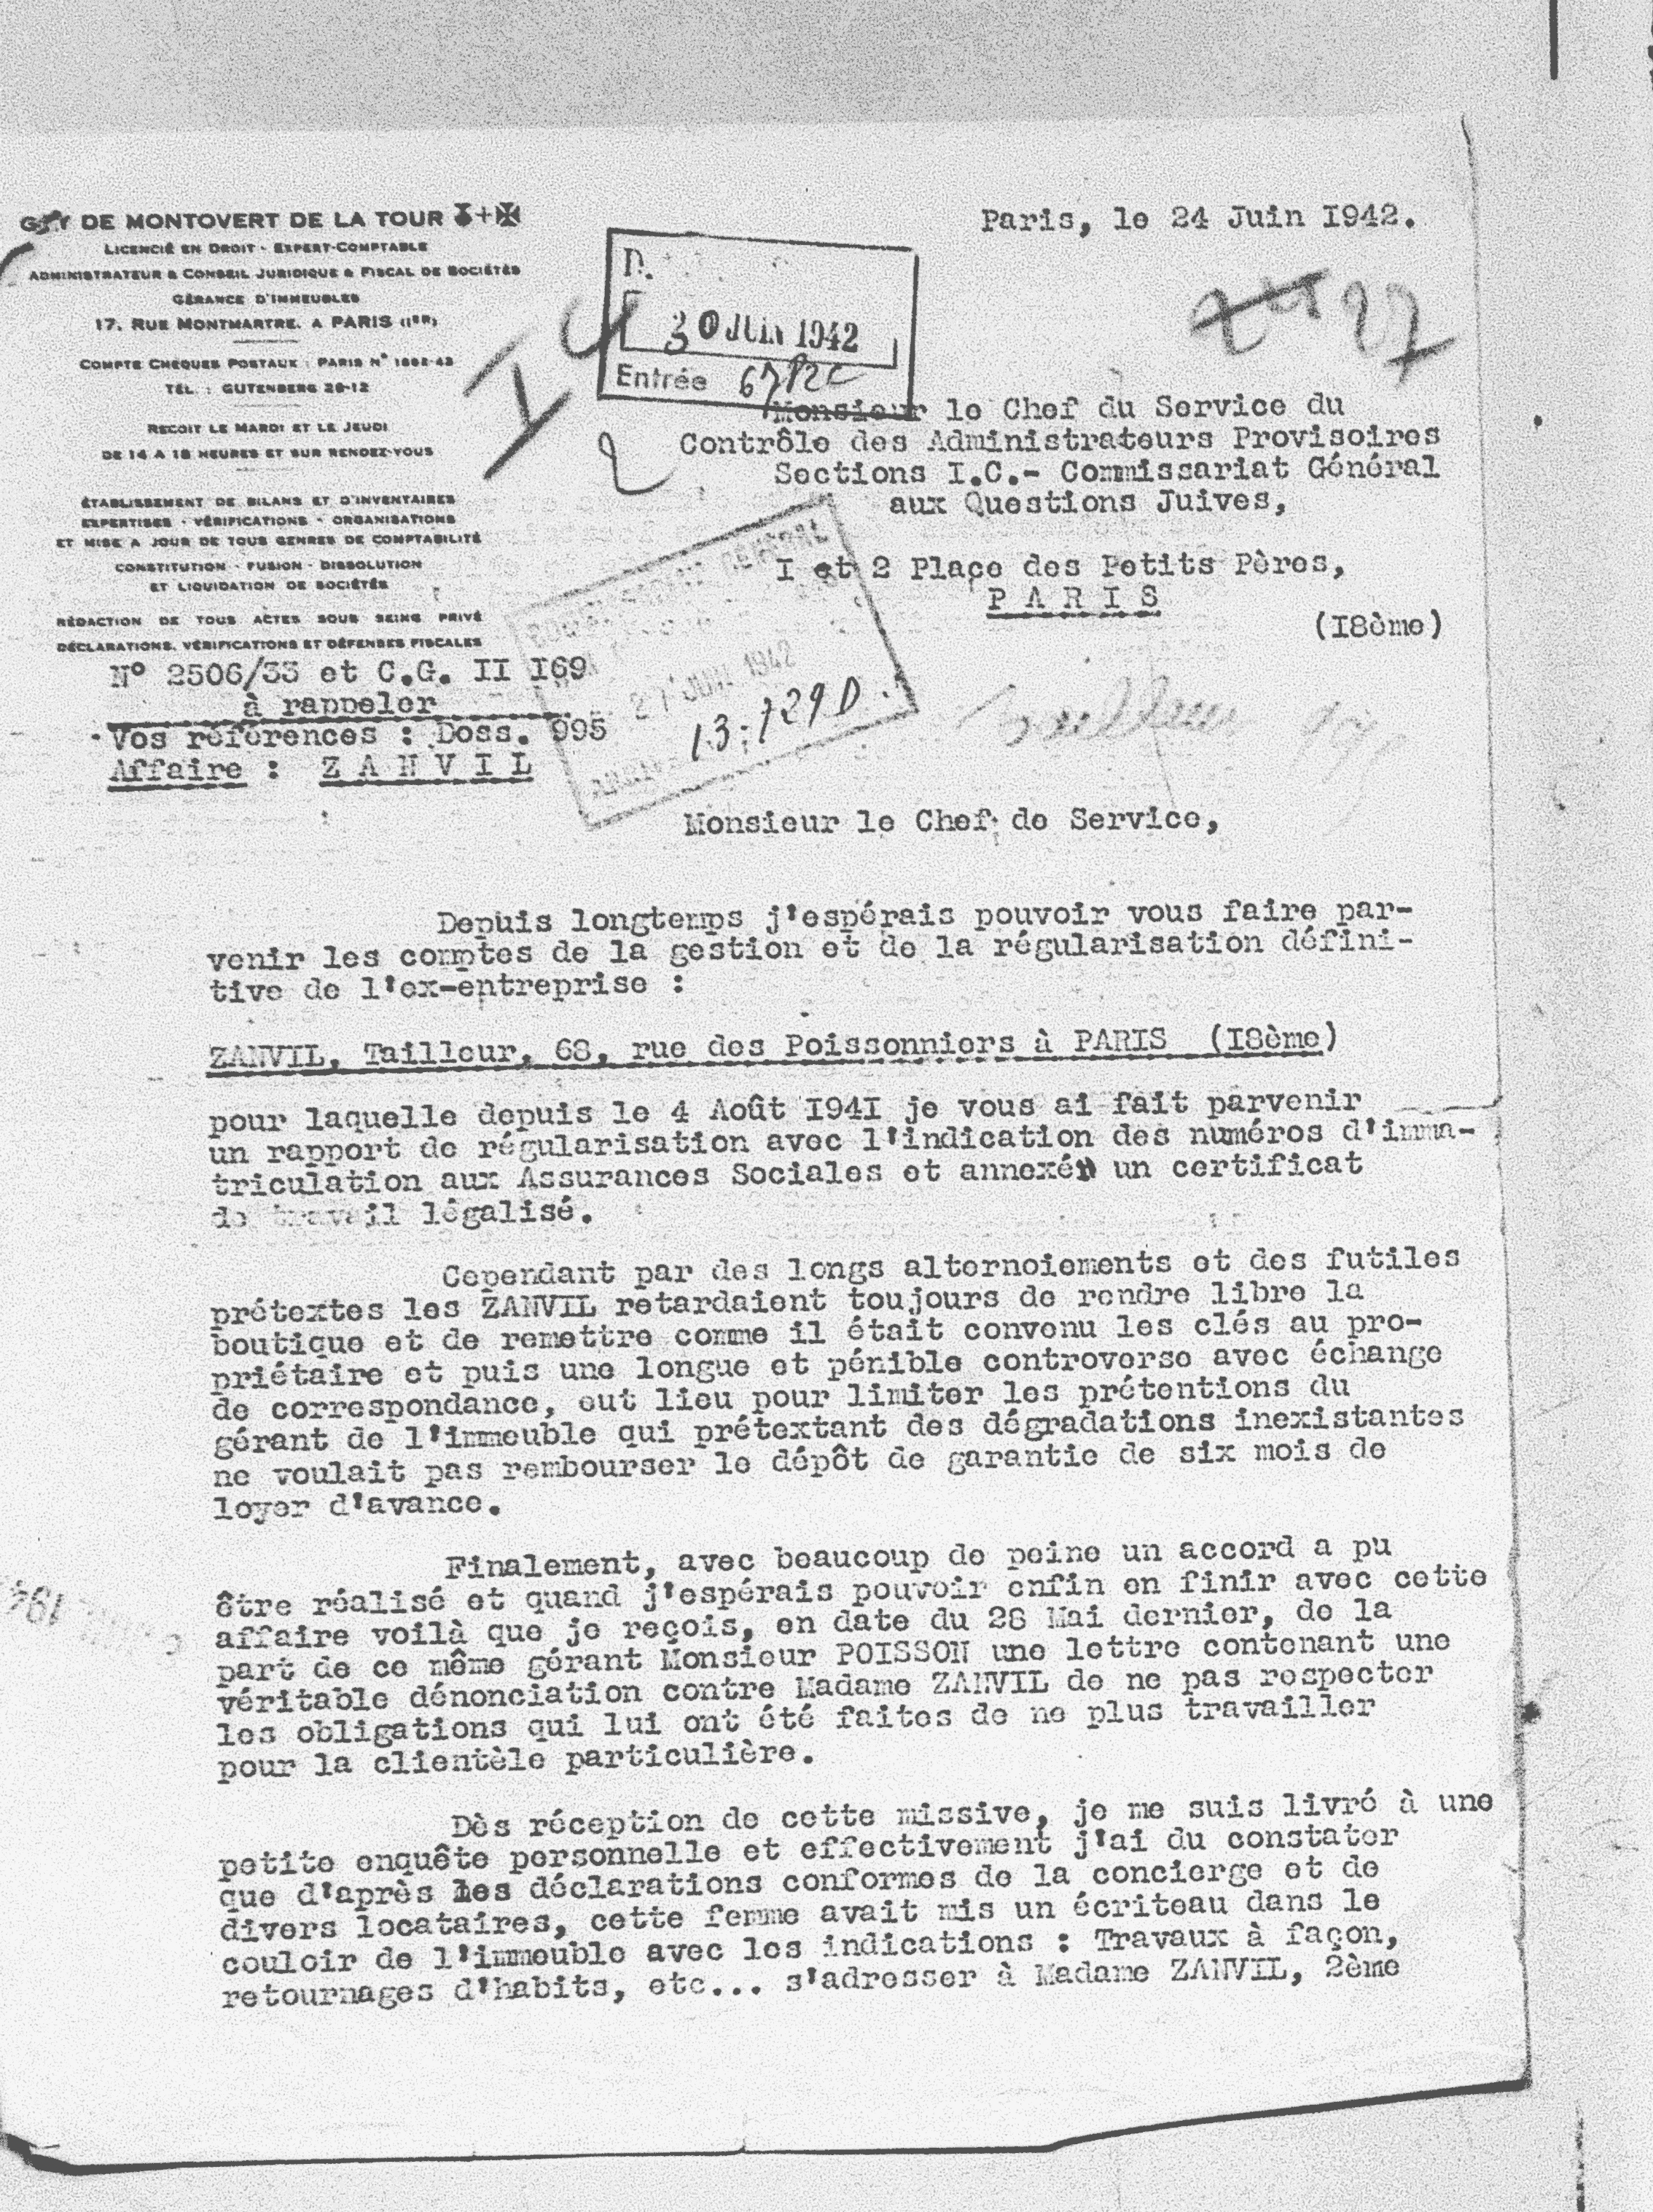 GUY DE MONTOVERT DE LA TOUR
LICENCIÉ EN DROIT - EXPERT-COMPTABLE
ADMINISTRATEUR & CONSEIL JURIDIQUE & FISCAL DE SOCIÉTÉS
GÉRANCE D'IMMEUBLES
17, RUE MONTMARTRE, A PARIS (1ER)
COMPTE CHÈQUES POSTAUX : PARIS N° 1892-43
TÉL. : GUTENBERG 28-12
REÇOIT LE MARDI ET LE JEUDI
DE 14 A 18 HEURES ET SUR RENDEZ-VOUS
ÉTABLISSEMENT DE BILANS ET D'INVENTAIRES
EXPERTISES - VÉRIFICATIONS - ORGANISATIONS
ET MISE A JOUR DE TOUS GENRES DE COMPTABILITÉ
CONSTITUTION - FUSION - DISSOLUTION
ET LIQUIDATION DE SOCIÉTÉS
RÉDACTION DE TOUS ACTES SOUS SEING PRIVÉ
DÉCLARATIONS, VÉRIFICATIONS ET DÉFENSES FISCALES
N° 2506/33 et C.G. II I69
à rappeler
Vos références : Doss. 995
Affaire : Z A N V I L
Paris, le 24 Juin I942.
30 JUIN 1942
Entrée
Monsieur le Chef du Service du
Contrôle des Administrateurs Provisoires
Sections I.C.- Commissariat Général
aux Questions Juives,
I et 2 Place des Petits Pères,
P A R I S
(I8ème)
27 JUIN 1942
13.729 D.
Monsieur le Chef de Service,
Depuis longtemps j'espérais pouvoir vous faire par-
venir les comptes de la gestion et de la régularisation défini-
tive de l'ex-entreprise :
ZANVIL, Tailleur, 68, rue des Poissonniers à PARIS (I8ème)
pour laquelle depuis le 4 Août I94I je vous ai fait parvenir
un rapport de régularisation avec l'indication des numéros d'imma-
triculation aux Assurances Sociales et annexé un certificat
de travail légalisé.
Cependant par des longs alternoiements et des futiles
prétextes les ZANVIL retardaient toujours de rendre libre la
boutique et de remettre comme il était convenu les clés au pro-
priétaire et puis une longue et pénible controverse avec échange
de correspondance, eut lieu pour limiter les prétentions du
gérant de l'immeuble qui prétextant des dégradations inexistantes
ne voulait pas rembourser le dépôt de garantie de six mois de
loyer d'avance.
Finalement, avec beaucoup de peine un accord a pu
être réalisé et quand j'espérais pouvoir enfin en finir avec cette
affaire voilà que je reçois, en date du 28 Mai dernier, de la
part de ce même gérant Monsieur POISSON une lettre contenant une
véritable dénonciation contre Madame ZANVIL de ne pas respecter
les obligations qui lui ont été faites de ne plus travailler
pour la clientèle particulière.
Dès réception de cette missive, je me suis livré à une
petite enquête personnelle et effectivement j'ai du constater
que d'après les déclarations conformes de la concierge et de
divers locataires, cette femme avait mis un écriteau dans le
couloir de l'immeuble avec les indications : Travaux à façon,
retournages d'habits, etc... s'adresser à Madame ZANVIL, 2ème